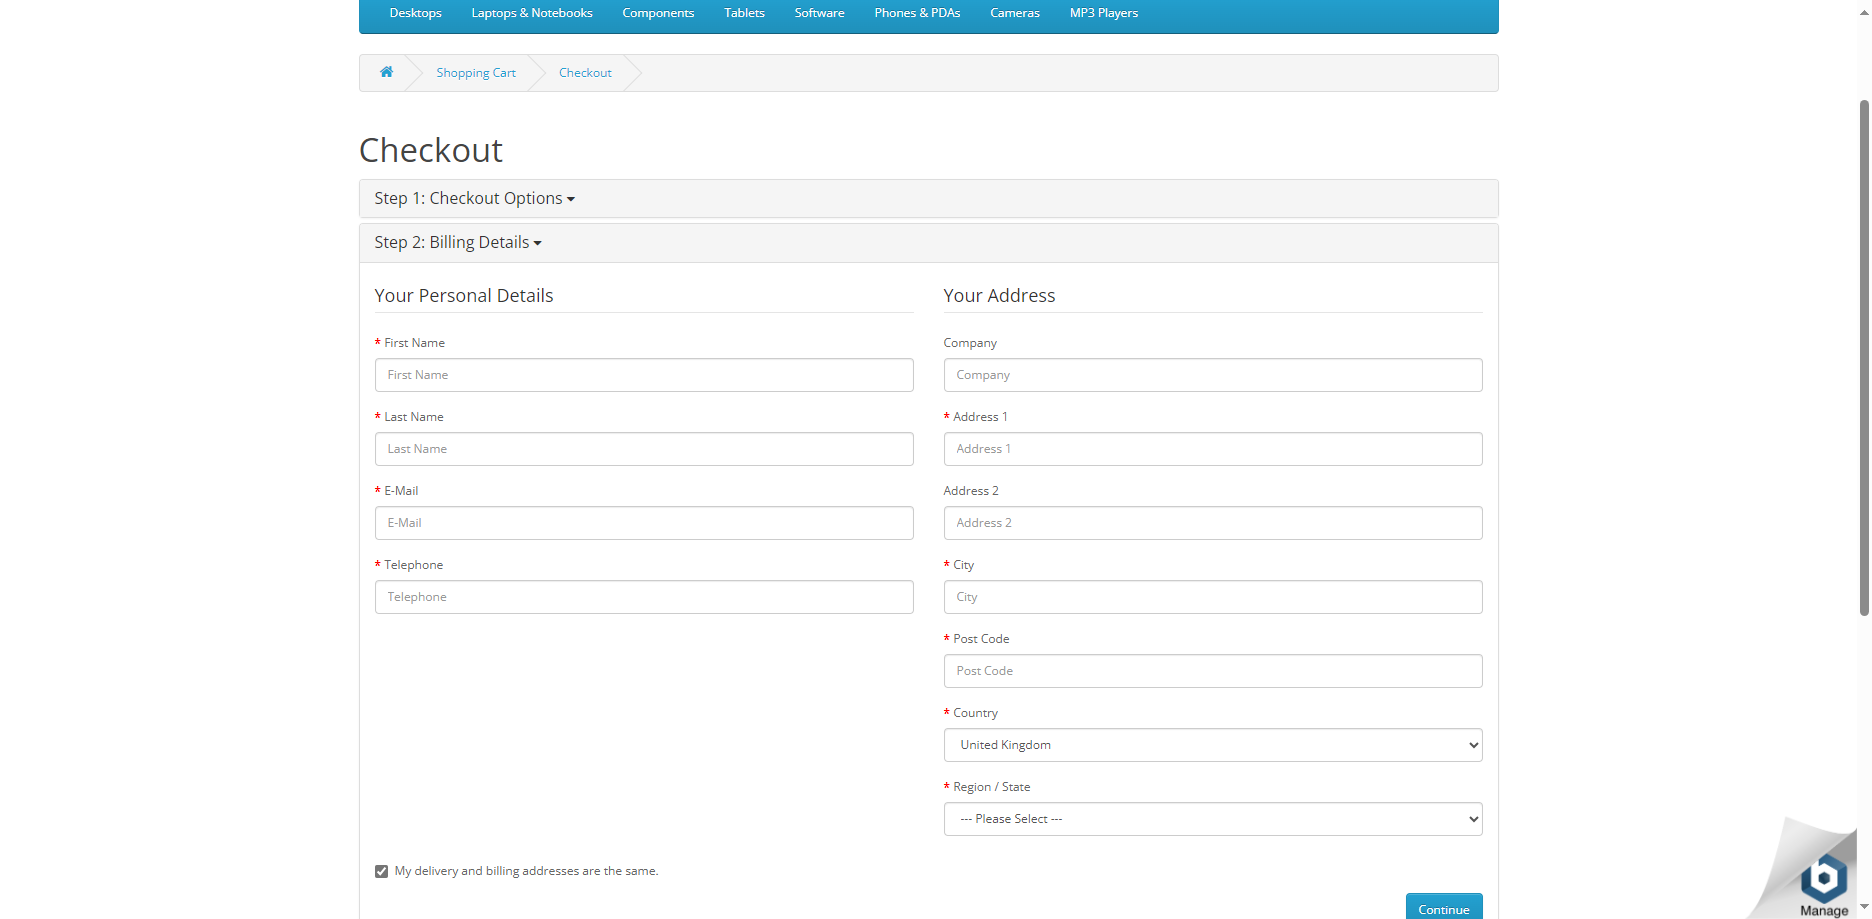 Desktops Laptops & Notebooks Components Tablets Software Phones & PDAs Cameras MP3 Players
Shopping Cart Checkout
Checkout
Step 1: Checkout Options
Step 2: Billing Details
Your Personal Details
* First Name
First Name
* Last Name
Last Name
* E-Mail
E-Mail
* Telephone
Telephone
Your Address
Company
Company
* Address 1
Address 1
Address 2
Address 2
* City
City
* Post Code
Post Code
* Country
United Kingdom
* Region / State
--- Please Select ---
My delivery and billing addresses are the same.
Continue
b
Manage